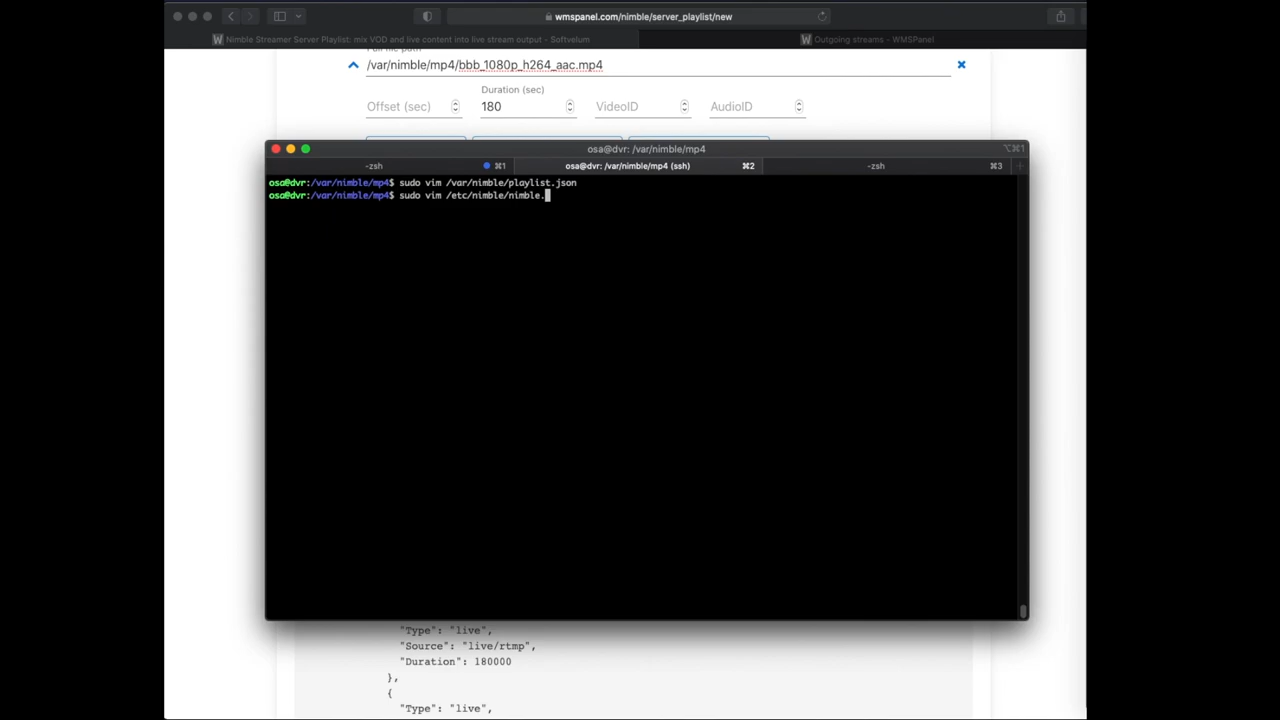 wmspanel.com/nimble/server_playlist/new
Nimble Streamer Server Playlist: mix VOD and live content into live stream output - Softvelum
Outgoing streams - WMSPanel
/var/nimble/mp4/bbb_1080p_h264_aac.mp4
Duration (sec)
Offset (sec) 180 VideoID AudioID
osa@dvr: /var/nimble/mp4 ⌥⌘1
-zsh ⌘1 osa@dvr: /var/nimble/mp4 (ssh) ⌘2 -zsh ⌘3
osa@dvr:/var/nimble/mp4$ sudo vim /var/nimble/playlist.json
osa@dvr:/var/nimble/mp4$ sudo vim /etc/nimble/nimble.
"Type": "live",
"Source": "live/rtmp",
"Duration": 180000
},
{
"Type": "live",